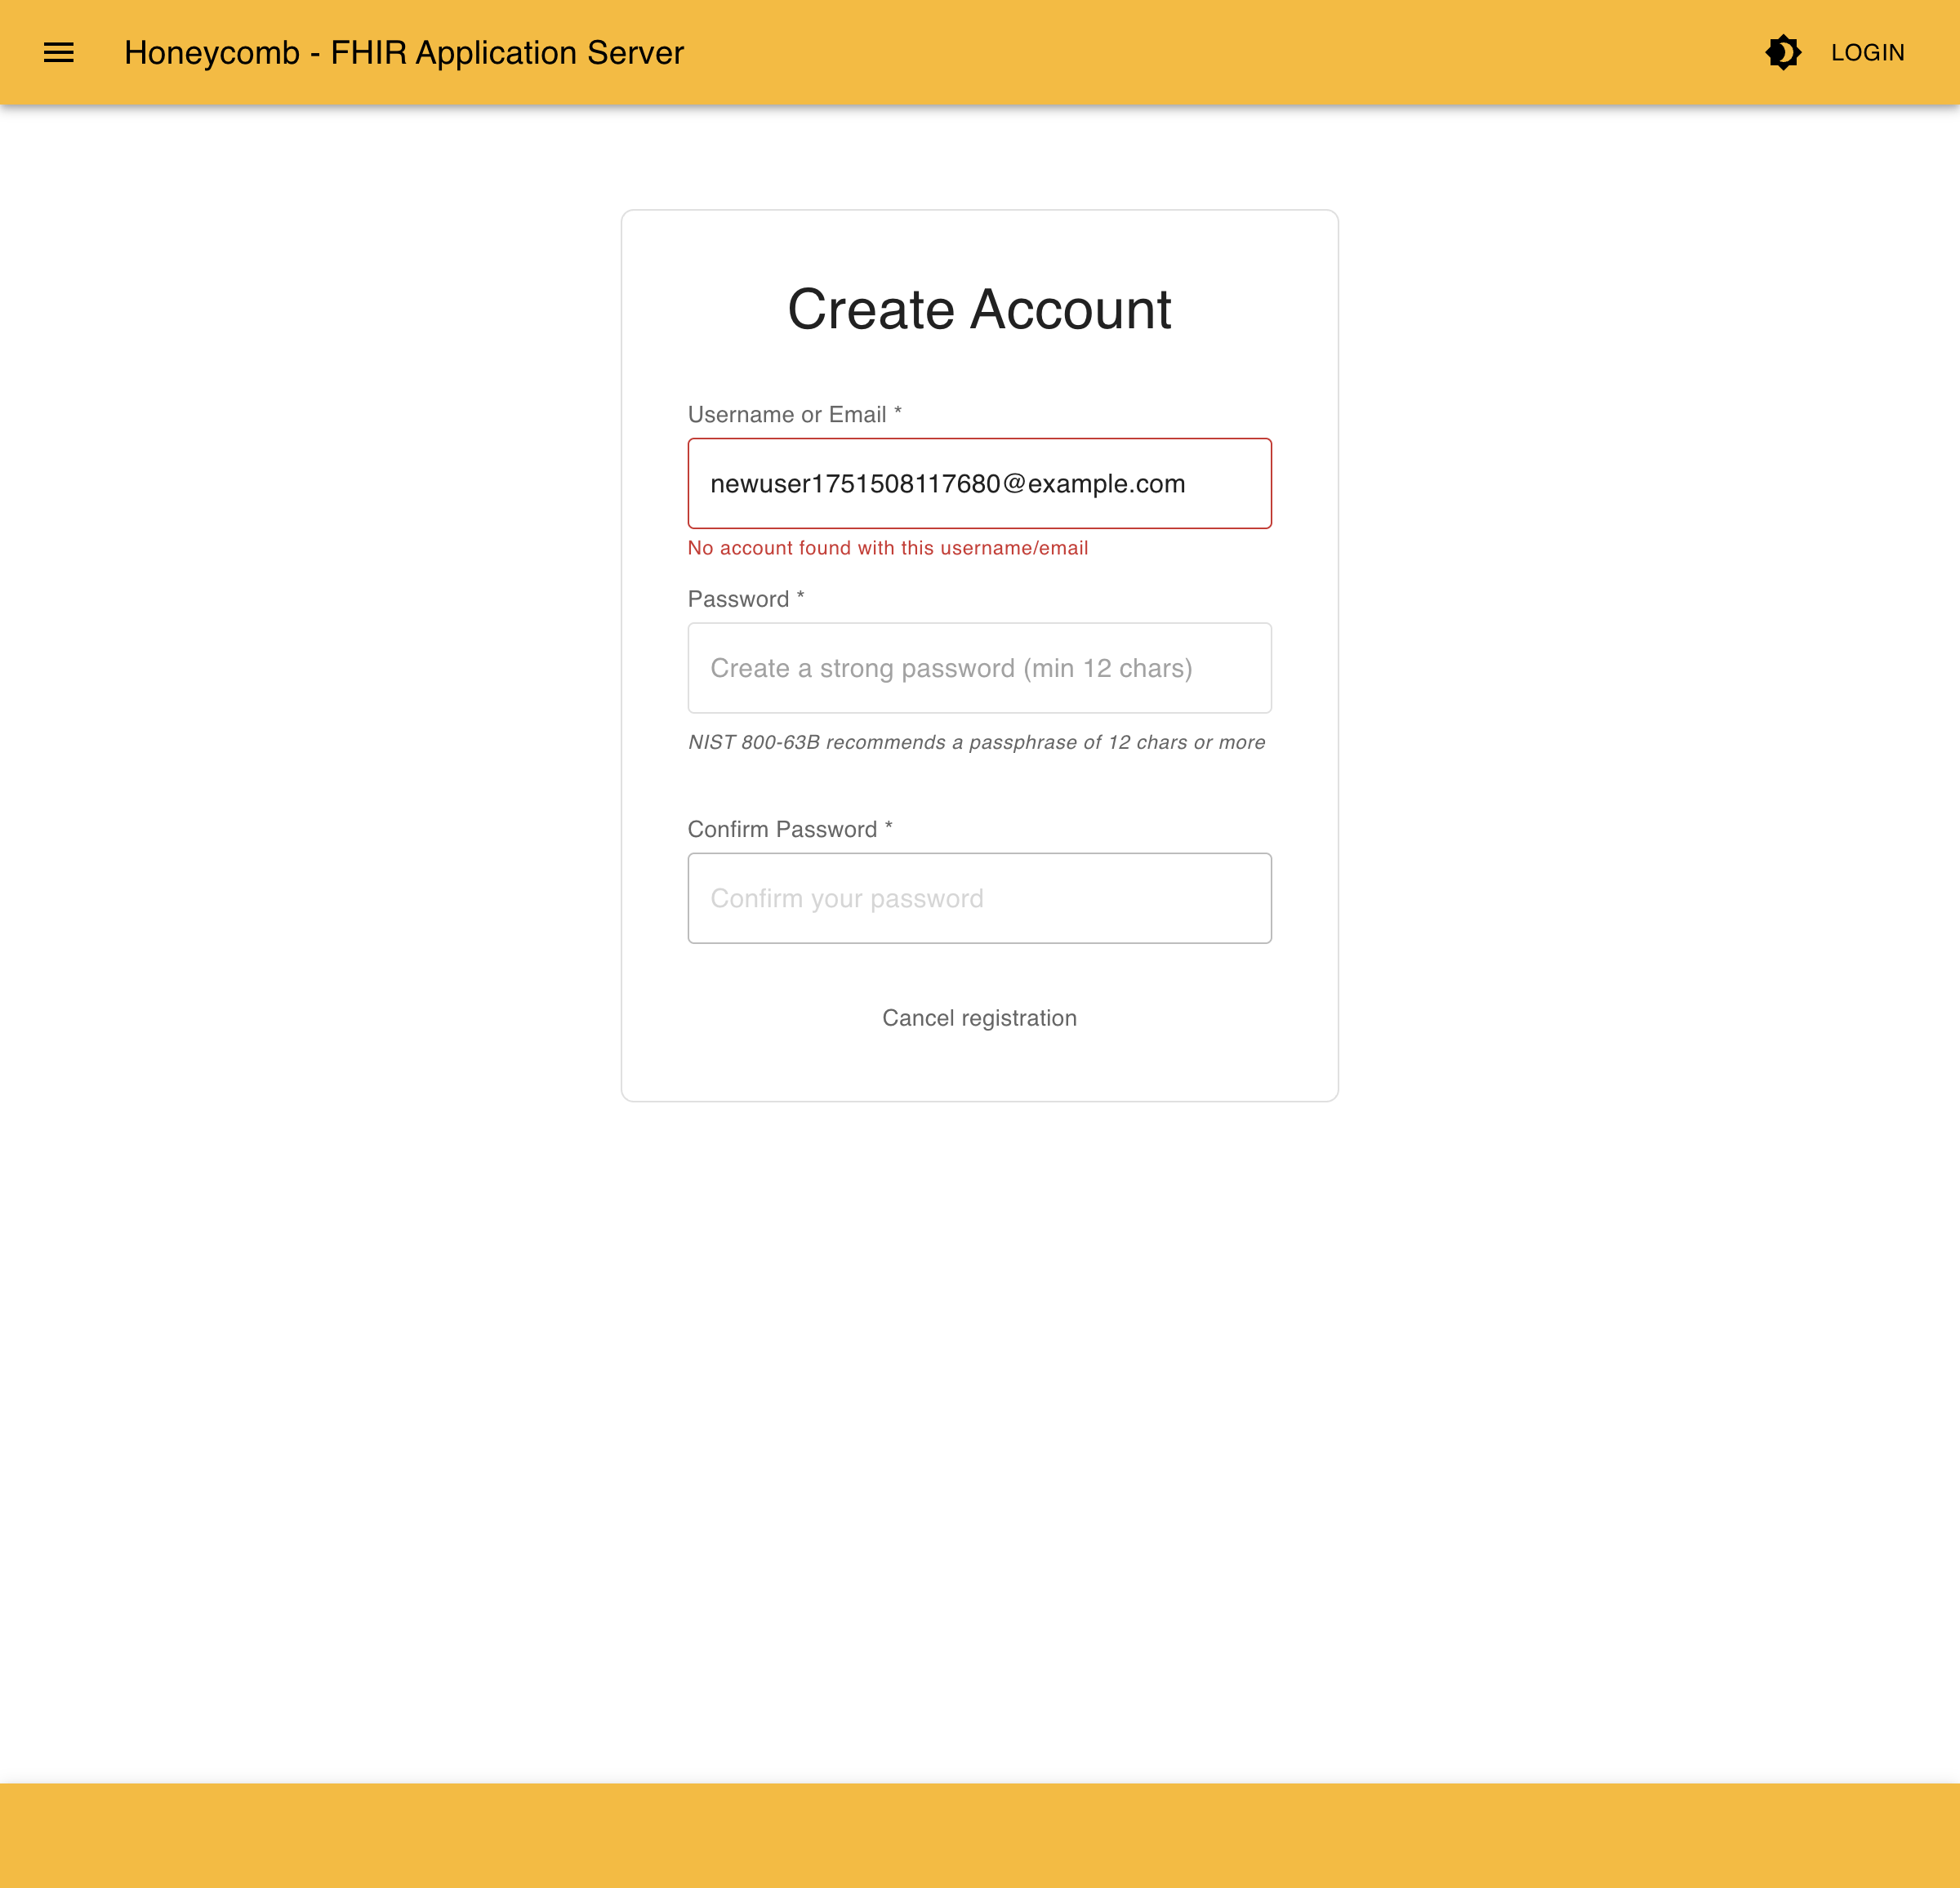 Honeycomb - FHIR Application Server
LOGIN
Create Account
Username or Email *
newuser1751508117680@example.com
No account found with this username/email
Password *
Create a strong password (min 12 chars)
NIST 800-63B recommends a passphrase of 12 chars or more
Confirm Password *
Confirm your password
Cancel registration